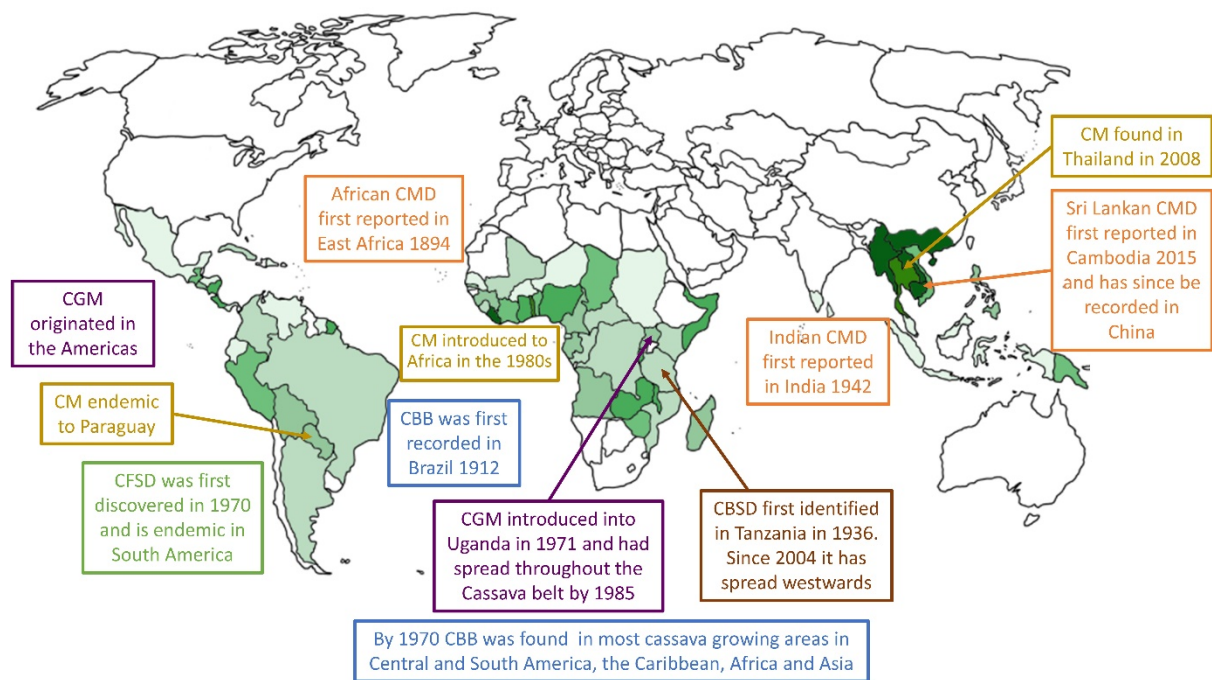 CM found in
Thailand in 2008
African CMD
first reported in
East Africa 1894
Sri Lankan CMD
first reported in
Cambodia 2015
and has since be
recorded in
China
CGM
originated in
the Americas
CM introduced to
Africa in the 1980s
Indian CMD
first reported
in India 1942
CM endemic
to Paraguay
CBB was first
recorded in
Brazil 1912
CFSD was first
discovered in 1970
and is endemic in
South America
CGM introduced into
Uganda in 1971 and had
spread throughout the
Cassava belt by 1985
CBSD first identified
in Tanzania in 1936.
Since 2004 it has
spread westwards
By 1970 CBB was found in most cassava growing areas in
Central and South America, the Caribbean, Africa and Asia